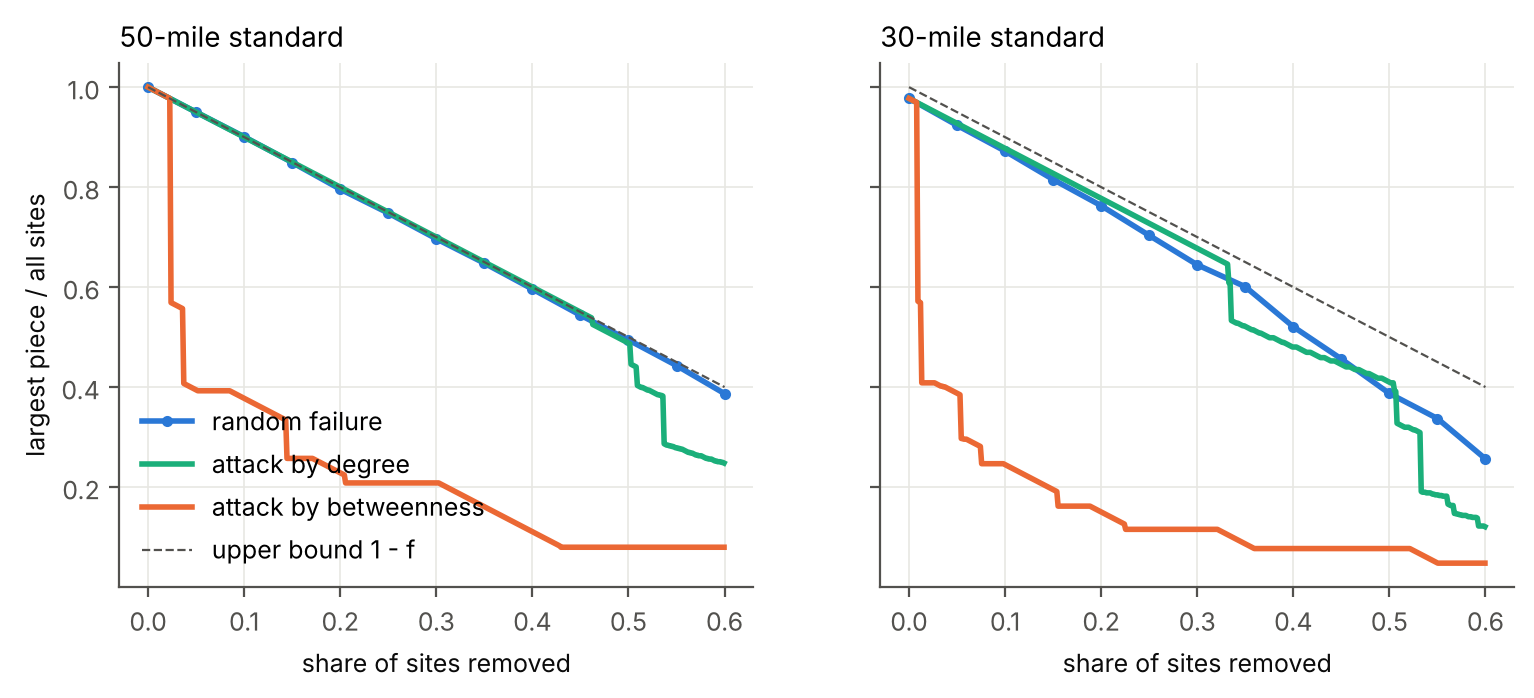 50-mile standard
30-mile standard
largest piece / all sites
1.0
0.8
0.6
0.4
0.2
random failure
attack by degree
attack by betweenness
upper bound 1 - f
0.0 0.1 0.2 0.3 0.4 0.5 0.6
0.0 0.1 0.2 0.3 0.4 0.5 0.6
share of sites removed
share of sites removed